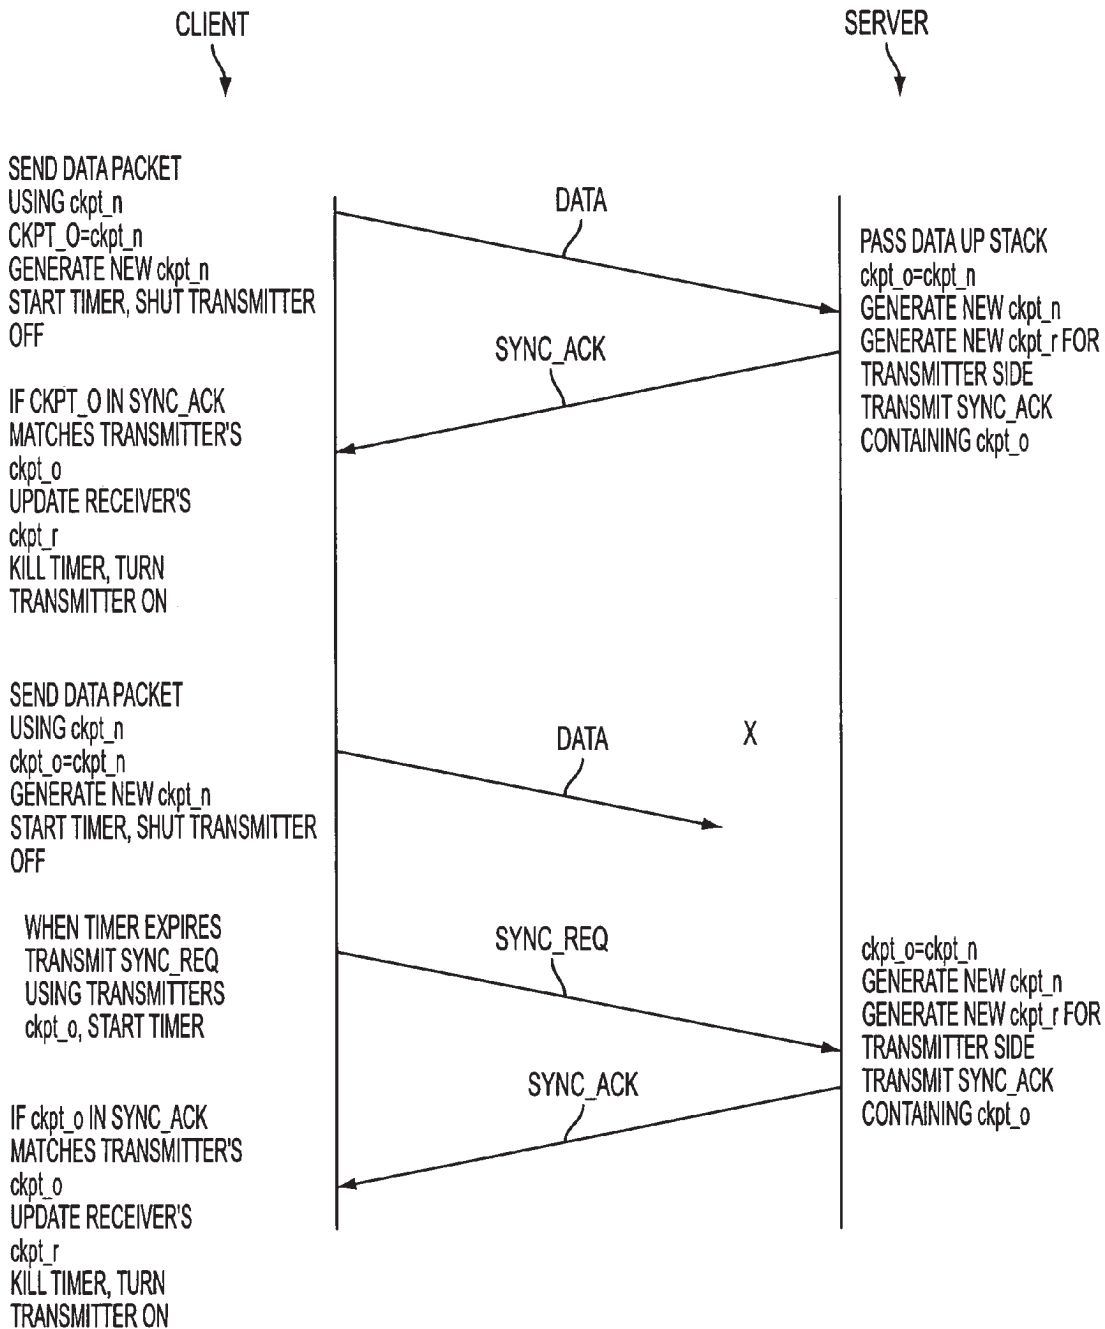 CLIENT
SERVER
SEND DATA PACKET
USING ckpt_n
CKPT_O=ckpt_n
GENERATE NEW ckpt_n
START TIMER, SHUT TRANSMITTER
OFF
DATA
PASS DATA UP STACK
ckpt_o=ckpt_n
GENERATE NEW ckpt_n
GENERATE NEW ckpt_r FOR
TRANSMITTER SIDE
TRANSMIT SYNC_ACK
CONTAINING ckpt_o
SYNC_ACK
IF CKPT_O IN SYNC_ACK
MATCHES TRANSMITTER'S
ckpt_o
UPDATE RECEIVER'S
ckpt_r
KILL TIMER, TURN
TRANSMITTER ON
SEND DATA PACKET
USING ckpt_n
ckpt_o=ckpt_n
GENERATE NEW ckpt_n
START TIMER, SHUT TRANSMITTER
OFF
DATA
X
WHEN TIMER EXPIRES
TRANSMIT SYNC_REQ
USING TRANSMITTERS
ckpt_o, START TIMER
SYNC_REQ
ckpt_o=ckpt_n
GENERATE NEW ckpt_n
GENERATE NEW ckpt_r FOR
TRANSMITTER SIDE
TRANSMIT SYNC_ACK
CONTAINING ckpt_o
SYNC_ACK
IF ckpt_o IN SYNC_ACK
MATCHES TRANSMITTER'S
ckpt_o
UPDATE RECEIVER'S
ckpt_r
KILL TIMER, TURN
TRANSMITTER ON